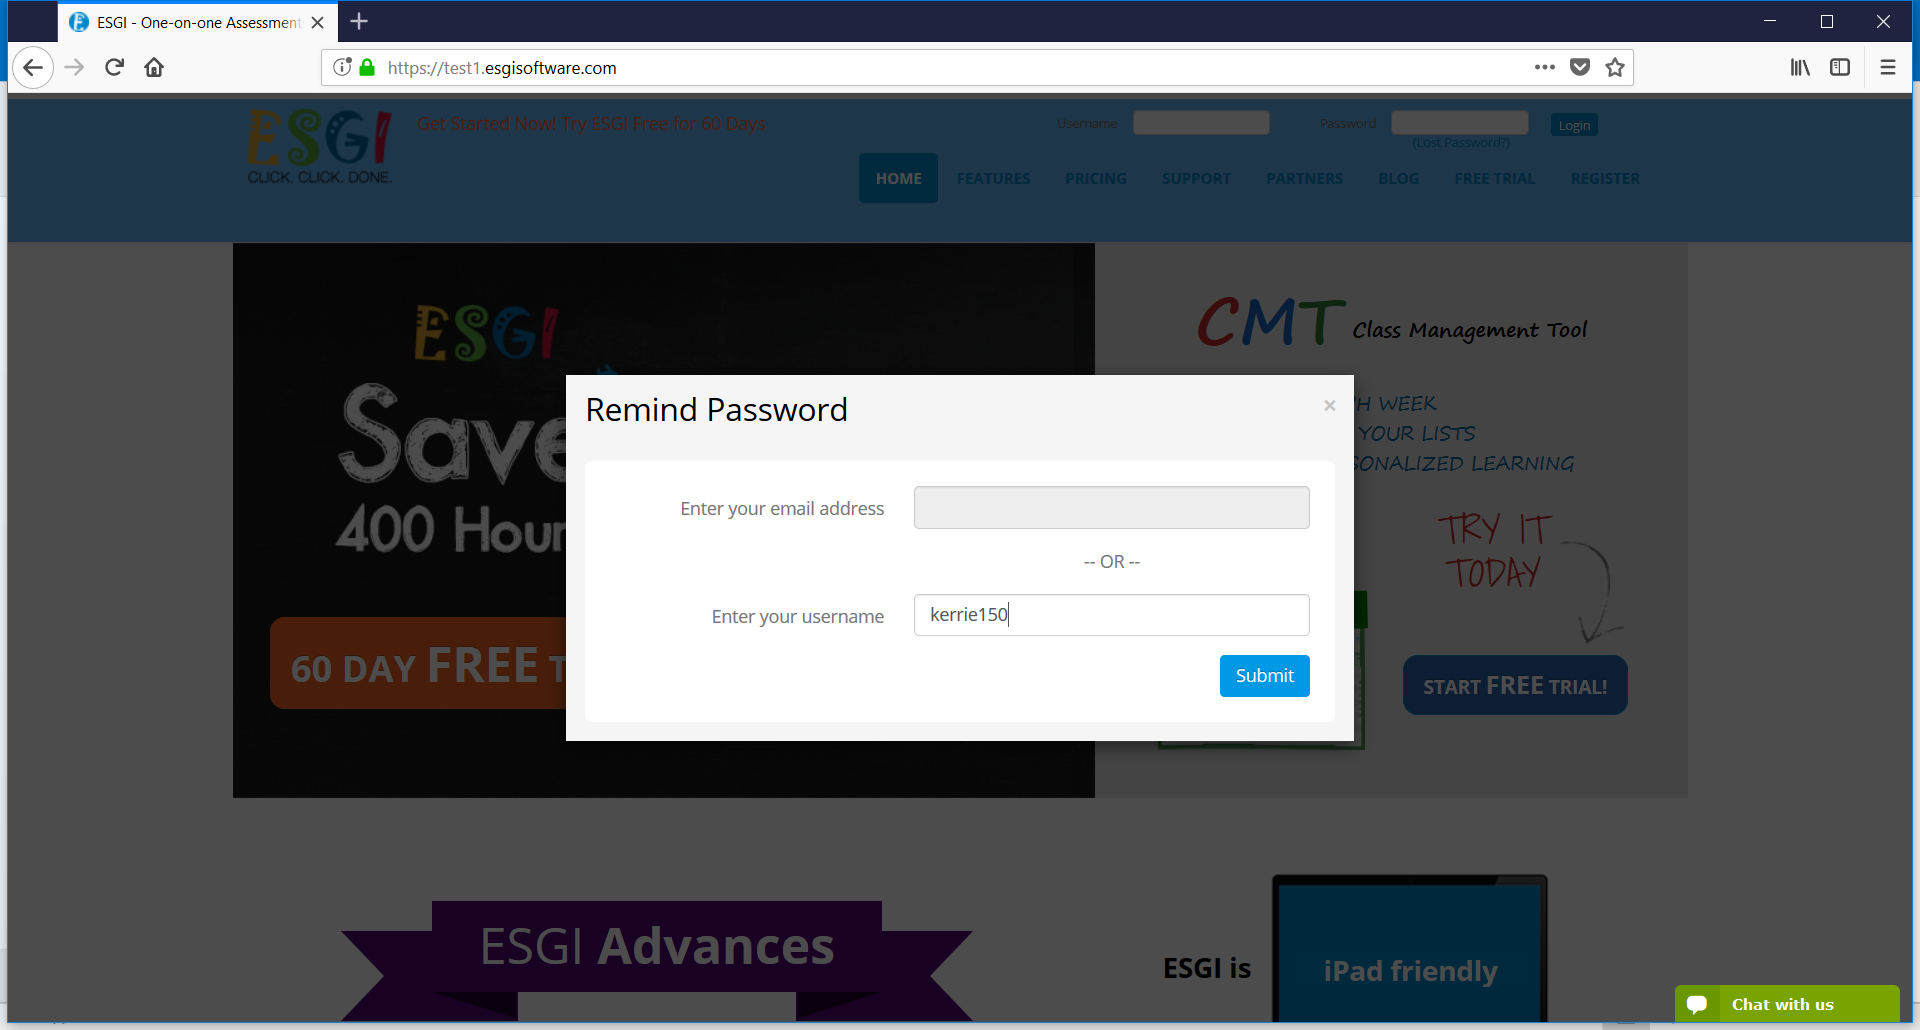 ESGI - One-on-one Assessment
https://test1.esgisoftware.com
ESGI
CLICK. CLICK. DONE.
Get Started Now! Try ESGI Free for 60 Days
Username
Password
Login
(Lost Password?)
HOME
FEATURES
PRICING
SUPPORT
PARTNERS
BLOG
FREE TRIAL
REGISTER
ESGI
Save
400 Hour
60 DAY FREE T
CMT Class Management Tool
H WEEK
YOUR LISTS
SONALIZED LEARNING
TRY IT
TODAY
START FREE TRIAL!
Remind Password
×
Enter your email address
-- OR --
Enter your username
kerrie150
Submit
ESGI Advances
ESGI is
iPad friendly
Chat with us